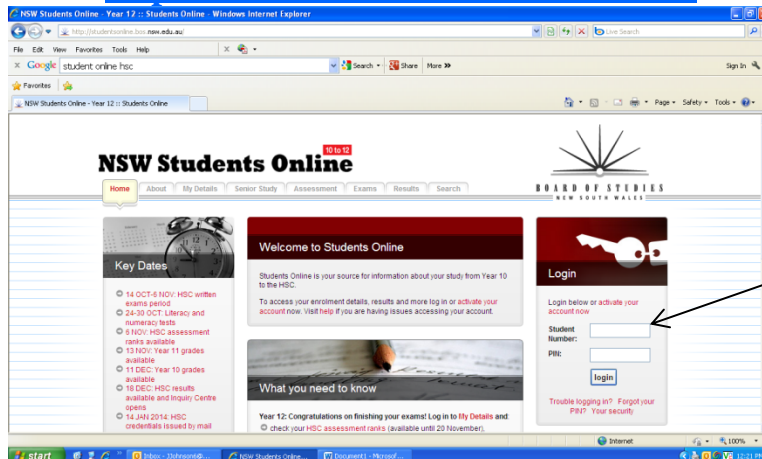 NSW Students Online - Year 12 :: Students Online - Windows Internet Explorer
http://studentsonline.bos.nsw.edu.au/
Live Search
File Edit View Favorites Tools Help
Google student online hsc Search Share More »
Sign In
Favorites
NSW Students Online - Year 12 :: Students Online
Page Safety Tools
10 to 12
NSW Students Online
BOARD OF STUDIES
NEW SOUTH WALES
Home About My Details Senior Study Assessment Exams Results Search
Key Dates
14 OCT-6 NOV: HSC written
exams period
24-30 OCT: Literacy and
numeracy tests
6 NOV: HSC assessment
ranks available
13 NOV: Year 11 grades
available
11 DEC: Year 10 grades
available
18 DEC: HSC results
available and Inquiry Centre
opens
14 JAN 2014: HSC
credentials issued by mail
Welcome to Students Online
Students Online is your source for information about your study from Year 10
to the HSC.
To access your enrolment details, results and more log in or activate your
account now. Visit help if you are having issues accessing your account.
What you need to know
Year 12: Congratulations on finishing your exams! Log in to My Details and:
check your HSC assessment ranks (available until 20 November),
Login
Login below or activate your
account now
Student
Number:
PIN:
login
Trouble logging in? Forgot your
PIN? Your security
Internet
100%
start
Inbox - JJohnson6@...
NSW Students Online...
Document1 - Microsof...
12:21 PM